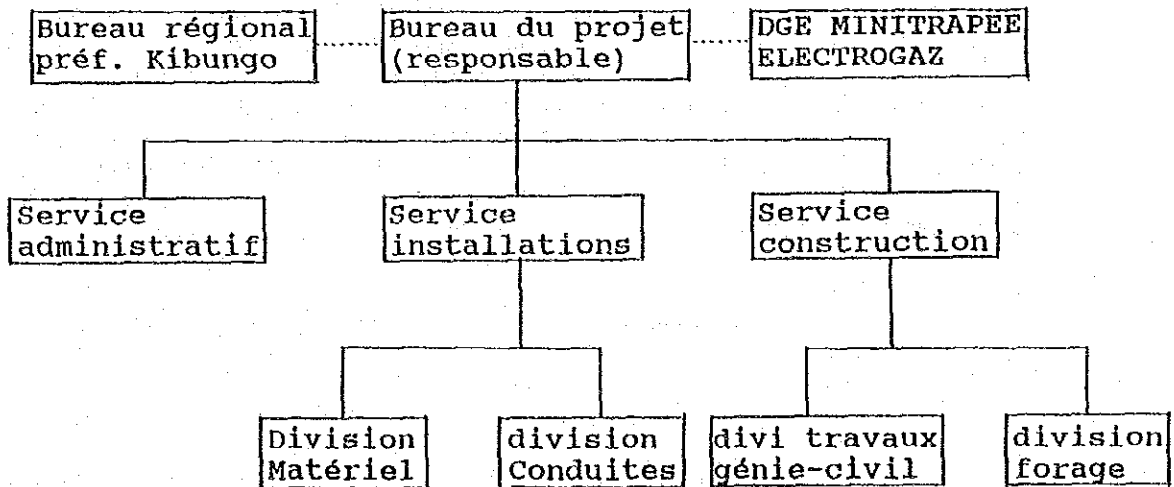 Bureau régional
préf. Kibungo
Bureau du projet
(responsable)
DGE MINITRAPEE
ELECTROGAZ
Service
administratif
Service
installations
Service
construction
Division
Matériel
division
Conduites
divi travaux
génie-civil
division
forage